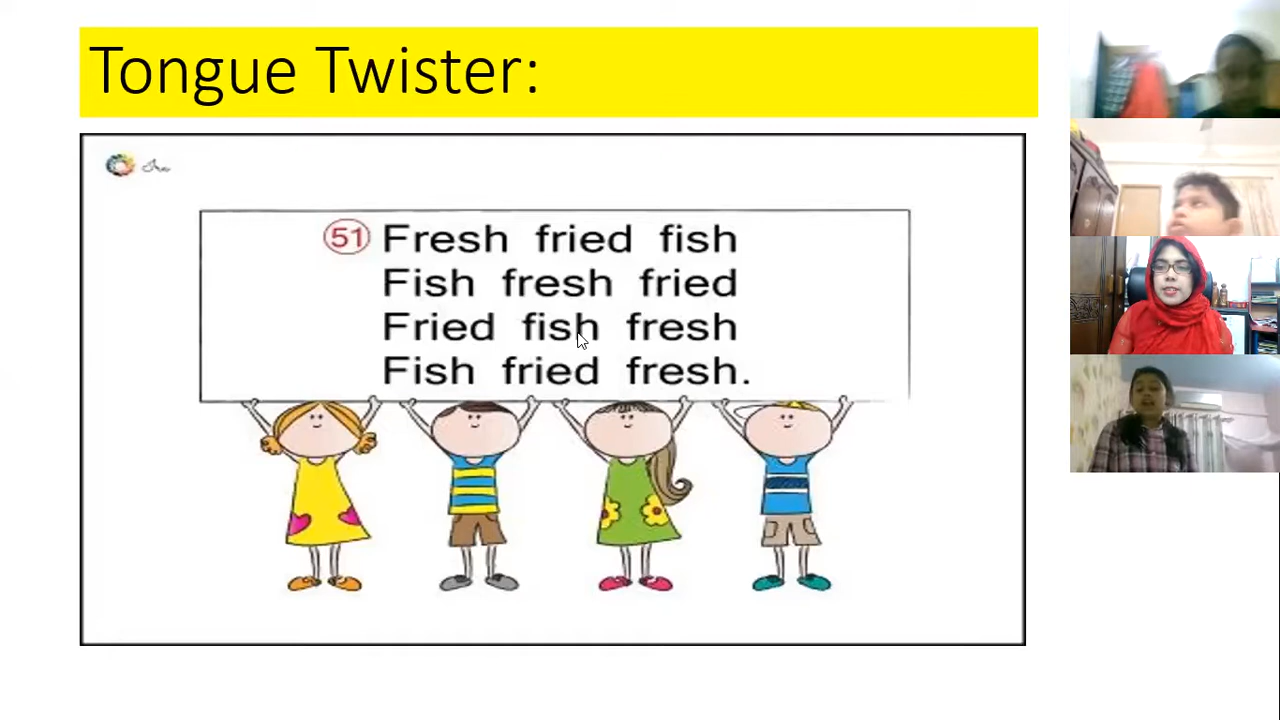 Tongue Twister:
51 Fresh fried fish
Fish fresh fried
Fried fish fresh
Fish fried fresh.